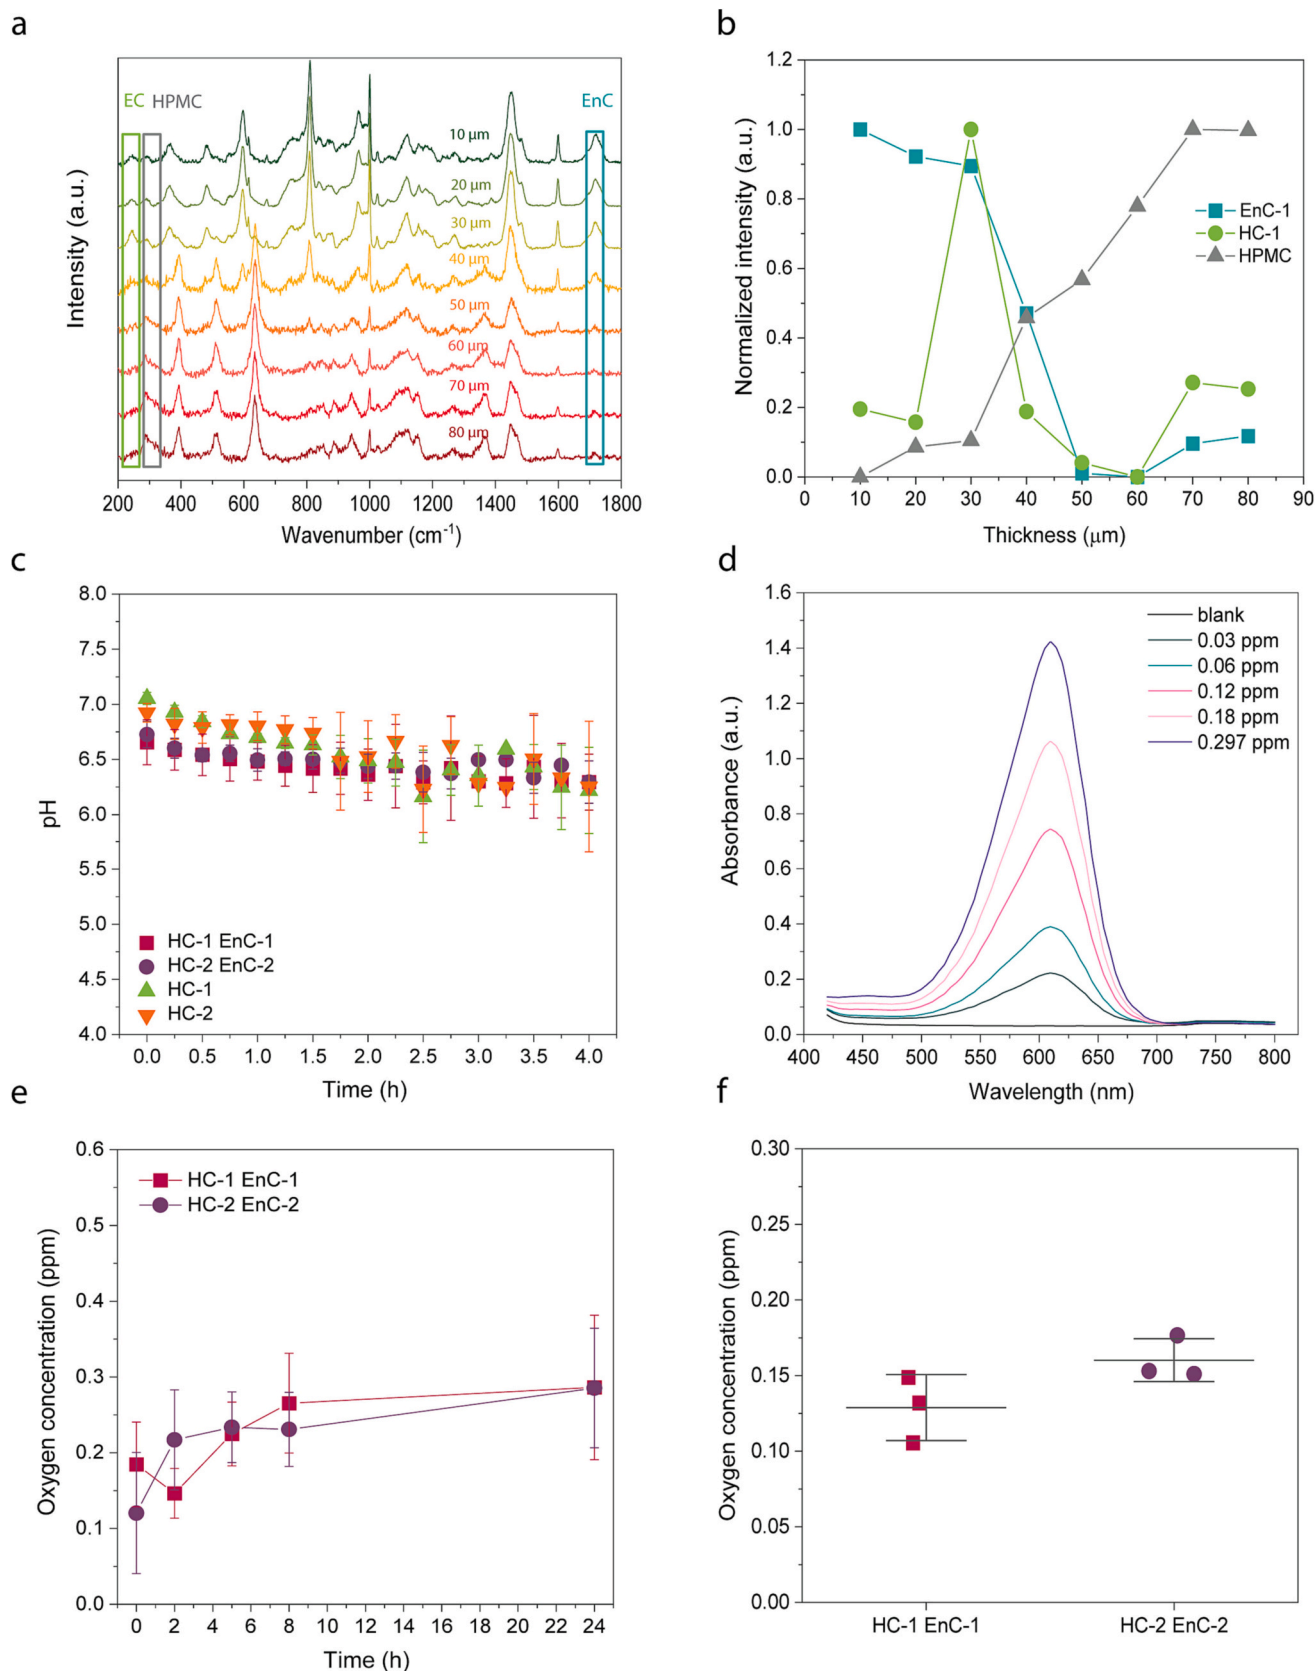 a
EC HPMC EnC
10 μm
20 μm
30 μm
40 μm
50 μm
60 μm
70 μm
80 μm
Intensity (a.u.)
200 400 600 800 1000 1200 1400 1600 1800
Wavenumber (cm⁻¹)
b
1.2
1.0
0.8
0.6
0.4
0.2
0.0
Normalized intensity (a.u.)
EnC-1
HC-1
HPMC
0 10 20 30 40 50 60 70 80 90
Thickness (μm)
c
8.0
7.5
7.0
6.5
6.0
5.5
5.0
4.5
4.0
pH
HC-1 EnC-1
HC-2 EnC-2
HC-1
HC-2
0.0 0.5 1.0 1.5 2.0 2.5 3.0 3.5 4.0
Time (h)
d
1.6
1.4
1.2
1.0
0.8
0.6
0.4
0.2
0.0
Absorbance (a.u.)
blank
0.03 ppm
0.06 ppm
0.12 ppm
0.18 ppm
0.297 ppm
400 450 500 550 600 650 700 750 800
Wavelength (nm)
e
0.6
0.5
0.4
0.3
0.2
0.1
0.0
Oxygen concentration (ppm)
HC-1 EnC-1
HC-2 EnC-2
0 2 4 6 8 10 12 14 16 18 20 22 24
Time (h)
f
0.30
0.25
0.20
0.15
0.10
0.05
0.00
Oxygen concentration (ppm)
HC-1 EnC-1 HC-2 EnC-2